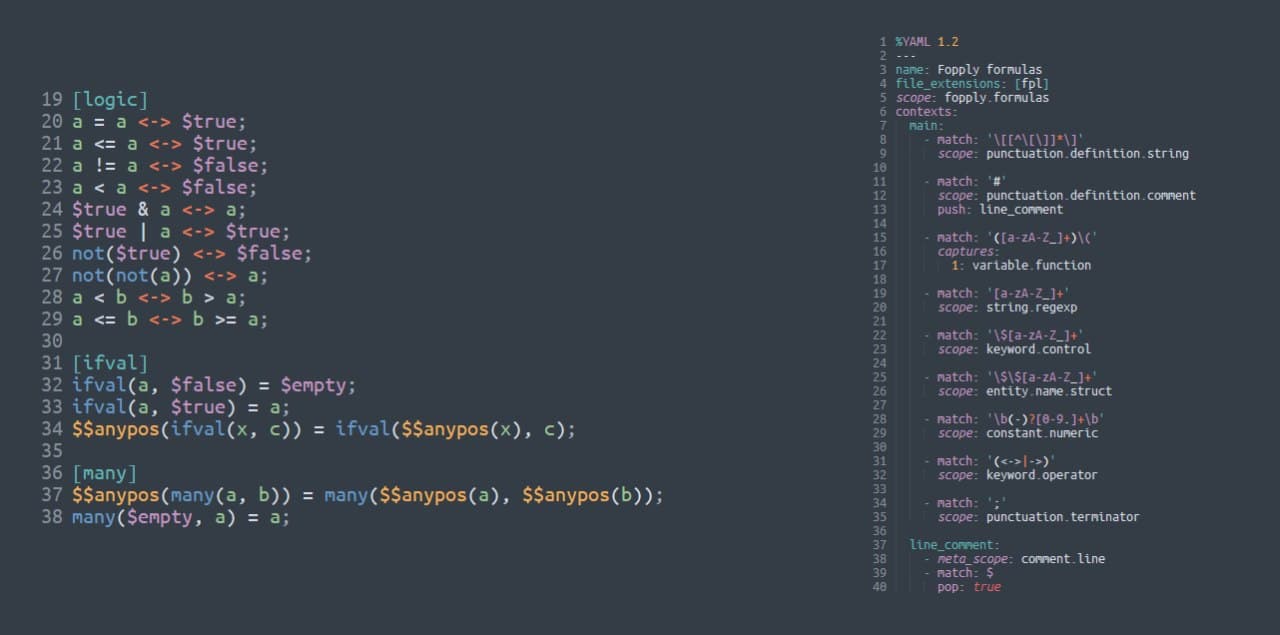 19 [logic]
20 a = a <-> $true;
21 a <= a <-> $true;
22 a != a <-> $false;
23 a < a <-> $false;
24 $true & a <-> a;
25 $true | a <-> $true;
26 not($true) <-> $false;
27 not(not(a)) <-> a;
28 a < b <-> b > a;
29 a <= b <-> b >= a;
30
31 [ifval]
32 ifval(a, $false) = $empty;
33 ifval(a, $true) = a;
34 $$anypos(ifval(x, c)) = ifval($$anypos(x), c);
35
36 [many]
37 $$anypos(many(a, b)) = many($$anypos(a), $$anypos(b));
38 many($empty, a) = a;
1 %YAML 1.2
2 ---
3 name: Fopply formulas
4 file_extensions: [fpl]
5 scope: fopply.formulas
6 contexts:
7 main:
8 - match: '\[[^\[\]]*\]'
9 scope: punctuation.definition.string
10
11 - match: '#'
12 scope: punctuation.definition.comment
13 push: line_comment
14
15 - match: '([a-zA-Z_]+)\('
16 captures:
17 1: variable.function
18
19 - match: '[a-zA-Z_]+'
20 scope: string.regexp
21
22 - match: '\$[a-zA-Z_]+'
23 scope: keyword.control
24
25 - match: '\$\$[a-zA-Z_]+'
26 scope: entity.name.struct
27
28 - match: '\b(-)?[0-9.]+\b'
29 scope: constant.numeric
30
31 - match: '(<->|->)'
32 scope: keyword.operator
33
34 - match: ';'
35 scope: punctuation.terminator
36
37 line_comment:
38 - meta_scope: comment.line
39 - match: $
40 pop: true